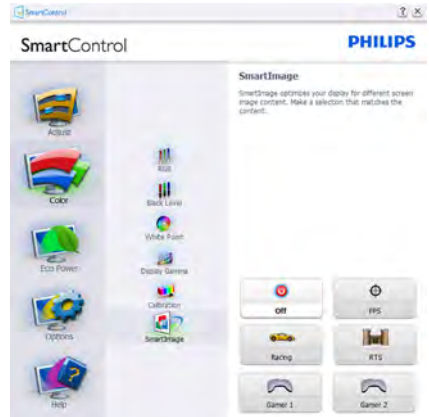 SmartControl
SmartControl
PHILIPS
SmartImage
SmartImage optimizes your display for different screen
image content. Make a selection that matches the
content.
Adjust
Color
Eco Power
Options
Help
RGB
Black Level
White Point
Display Gamma
Calibration
SmartImage
Off
FPS
Racing
RTS
Gamer 1
Gamer 2